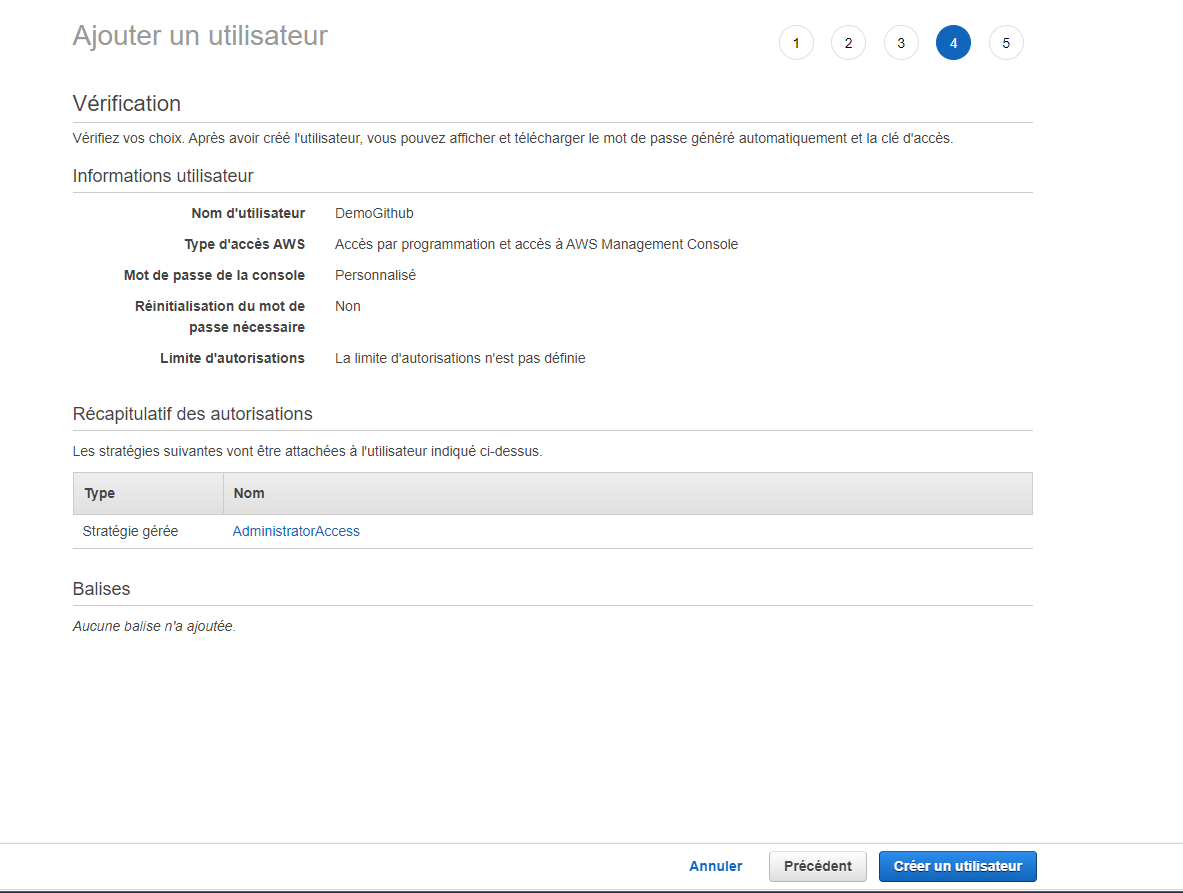 Ajouter un utilisateur
1 2 3 4 5
Vérification
Vérifiez vos choix. Après avoir créé l'utilisateur, vous pouvez afficher et télécharger le mot de passe généré automatiquement et la clé d'accès.
Informations utilisateur
Nom d'utilisateur DemoGithub
Type d'accès AWS Accès par programmation et accès à AWS Management Console
Mot de passe de la console Personnalisé
Réinitialisation du mot de Non
passe nécessaire
Limite d'autorisations La limite d'autorisations n'est pas définie
Récapitulatif des autorisations
Les stratégies suivantes vont être attachées à l'utilisateur indiqué ci-dessus.
Type Nom
Stratégie gérée AdministratorAccess
Balises
Aucune balise n'a ajoutée.
Annuler Précédent Créer un utilisateur